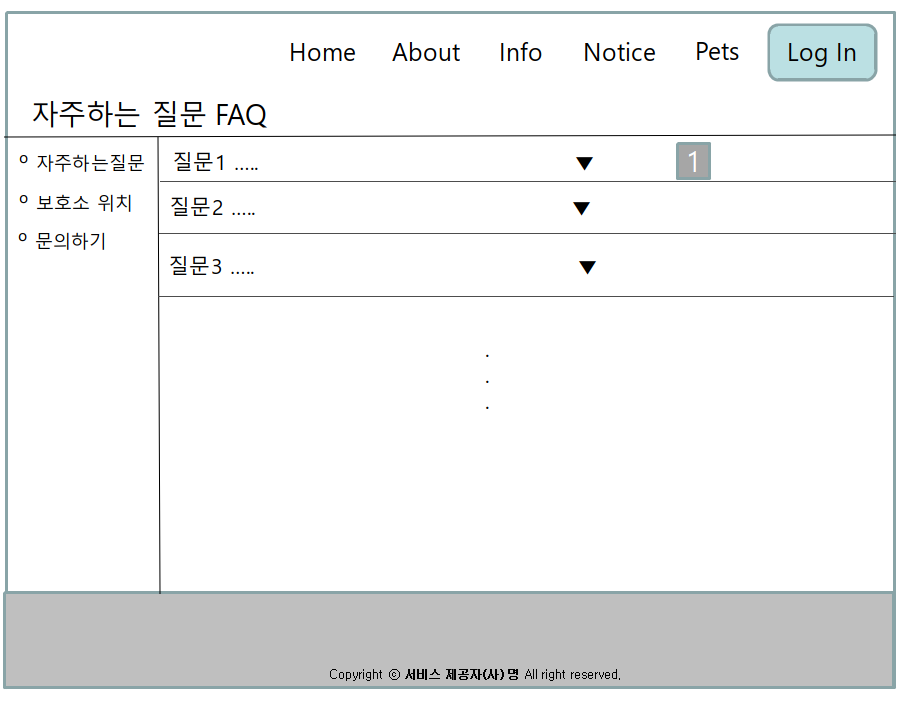 Home About Info Notice Pets Log In
자주하는 질문 FAQ
o 자주하는질문
o 보호소 위치
o 문의하기
질문1 ..... ▼ 1
질문2 ..... ▼
질문3 ..... ▼
.
.
.
Copyright ⓒ 서비스 제공자(사)명 All right reserved.